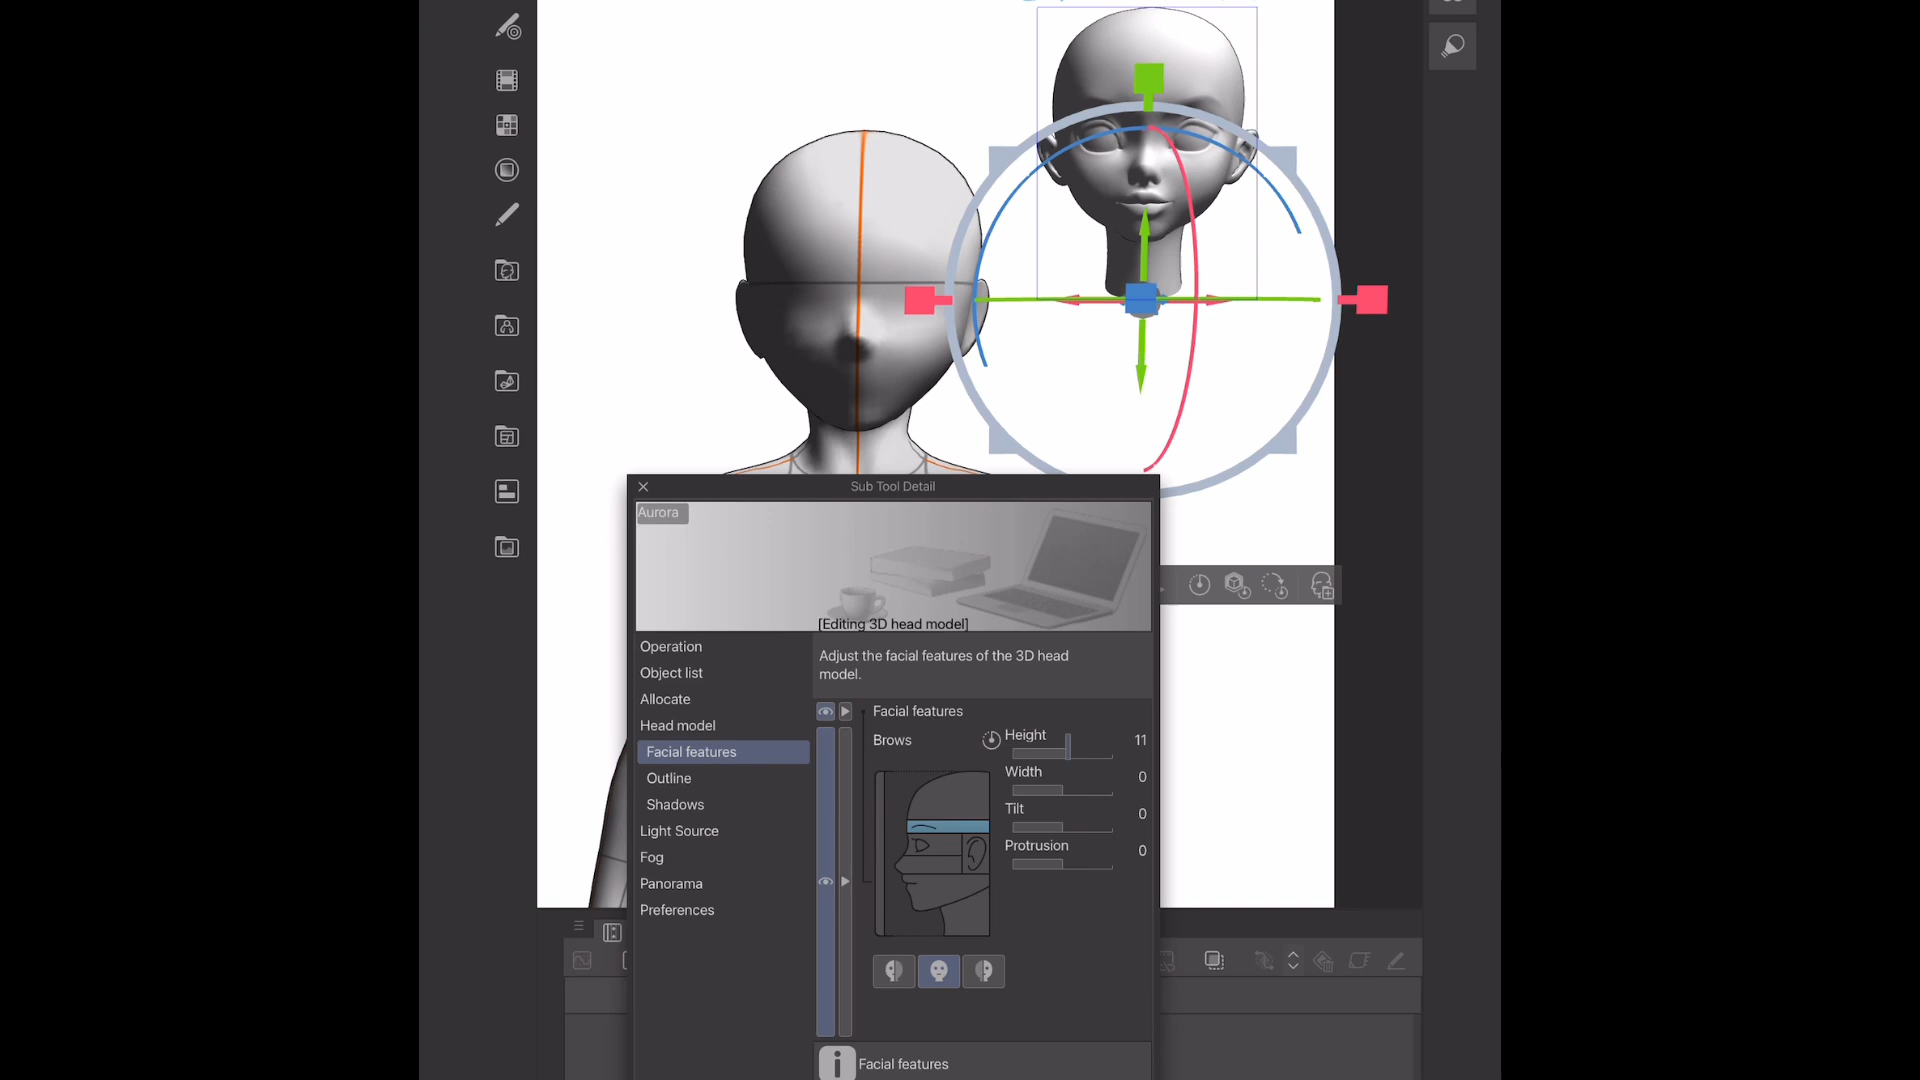 Sub Tool Detail
Aurora
[Editing 3D head model]
Operation
Object list
Allocate
Head model
Facial features
Outline
Shadows
Light Source
Fog
Panorama
Preferences
Adjust the facial features of the 3D head
model.
Facial features
Brows
Height 11
Width 0
Tilt 0
Protrusion 0
Facial features